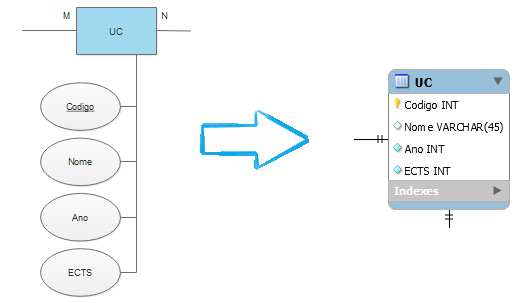 M
N
UC
Codigo
Nome
Ano
ECTS
UC
Codigo INT
Nome VARCHAR(45)
Ano INT
ECTS INT
Indexes